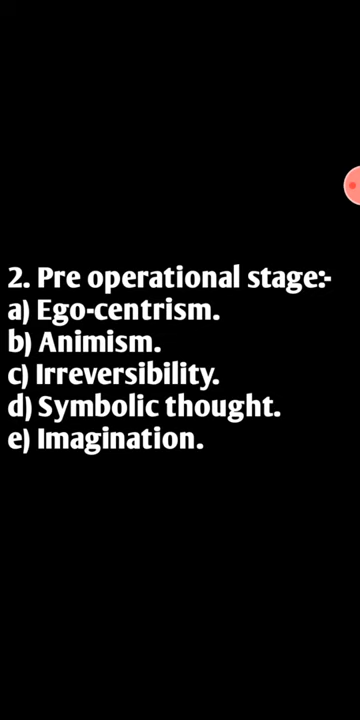 2. Pre operational stage:-
a) Ego-centrism.
b) Animism.
c) Irreversibility.
d) Symbolic thought.
e) Imagination.